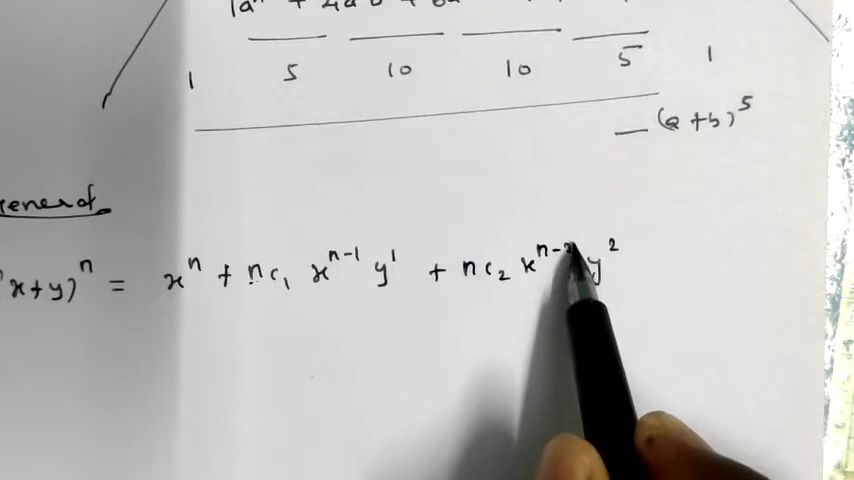 1 5 10 10 5 1
— (a+b)^5
general
(x+y)^n = x^n + nc₁ x^{n-1} y^1 + nc₂ x^{n-2} y^2